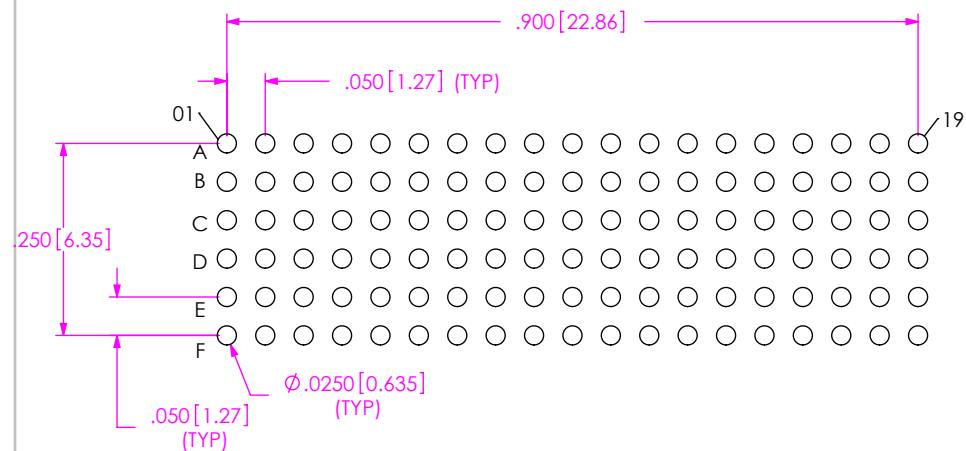 .900 [22.86]
.050 [1.27] (TYP)
01
19
A
B
C
.250 [6.35]
D
E
F
Ø.0250 [0.635]
(TYP)
.050 [1.27]
(TYP)